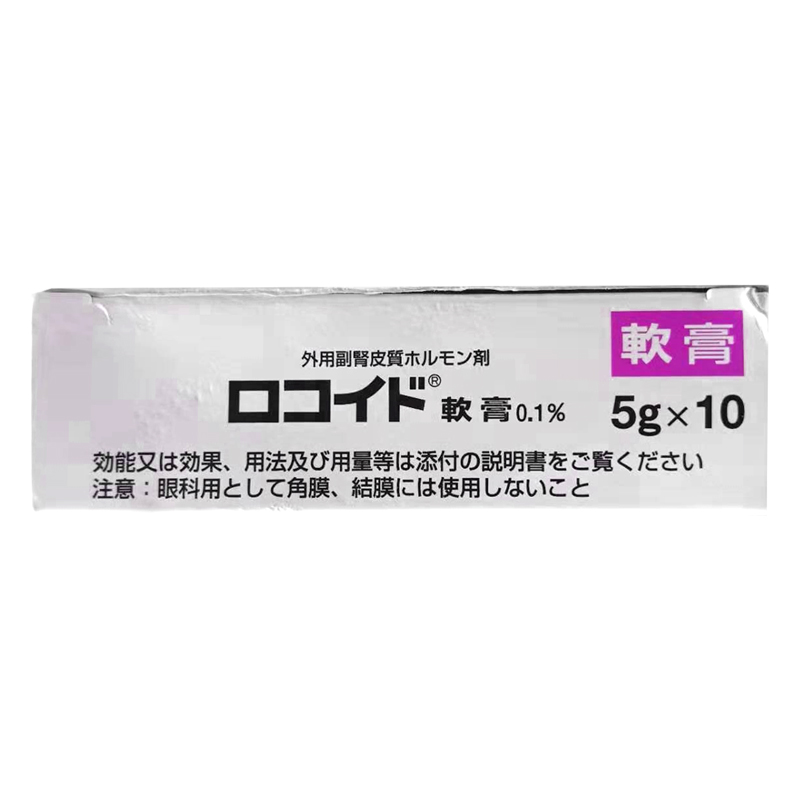 軟膏
外用副腎皮質ホルモン剤
ロコイド® 軟膏0.1% 5g×10
効能又は効果、用法及び用量等は添付の説明書をご覧ください
注意：眼科用として角膜、結膜には使用しないこと